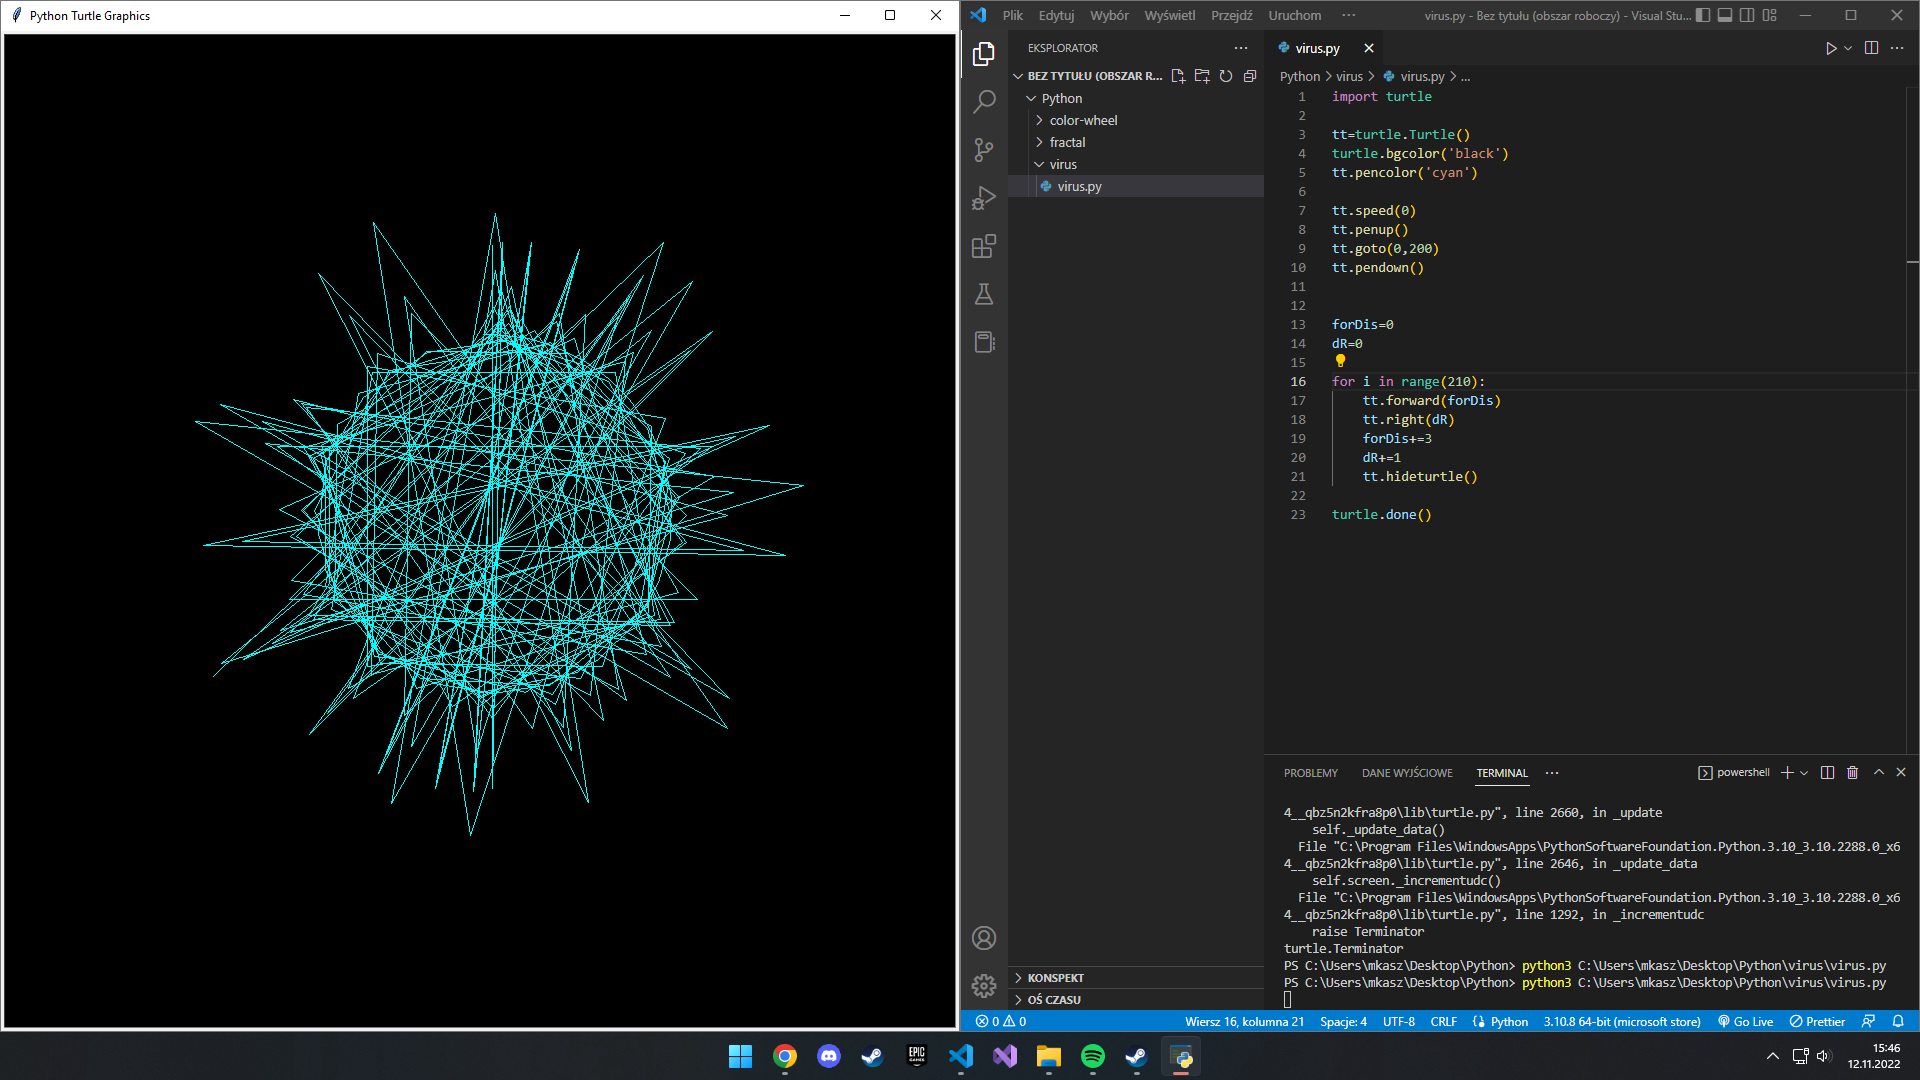 Python Turtle Graphics
Plik Edytuj Wybór Wyświetl Przejdź Uruchom ··· virus.py - Bez tytułu (obszar roboczy) - Visual Stu...
EKSPLORATOR ···
BEZ TYTUŁU (OBSZAR R...
Python
color-wheel
fractal
virus
virus.py
KONSPEKT
OŚ CZASU
virus.py
Python > virus > virus.py > ...
1 import turtle
2
3 tt=turtle.Turtle()
4 turtle.bgcolor('black')
5 tt.pencolor('cyan')
6
7 tt.speed(0)
8 tt.penup()
9 tt.goto(0,200)
10 tt.pendown()
11
12
13 forDis=0
14 dR=0
15
16 for i in range(210):
17 tt.forward(forDis)
18 tt.right(dR)
19 forDis+=3
20 dR+=1
21 tt.hideturtle()
22
23 turtle.done()
PROBLEMY DANE WYJŚCIOWE TERMINAL ··· powershell
4__qbz5n2kfra8p0\lib\turtle.py", line 2660, in _update
self._update_data()
File "C:\Program Files\WindowsApps\PythonSoftwareFoundation.Python.3.10_3.10.2288.0_x6
4__qbz5n2kfra8p0\lib\turtle.py", line 2646, in _update_data
self.screen._incrementudc()
File "C:\Program Files\WindowsApps\PythonSoftwareFoundation.Python.3.10_3.10.2288.0_x6
4__qbz5n2kfra8p0\lib\turtle.py", line 1292, in _incrementudc
raise Terminator
turtle.Terminator
PS C:\Users\mkasz\Desktop\Python> python3 C:\Users\mkasz\Desktop\Python\virus\virus.py
PS C:\Users\mkasz\Desktop\Python> python3 C:\Users\mkasz\Desktop\Python\virus\virus.py
0 0 Wiersz 16, kolumna 21 Spacje: 4 UTF-8 CRLF Python 3.10.8 64-bit (microsoft store) Go Live Prettier
EPIC GAMES
15:46
12.11.2022